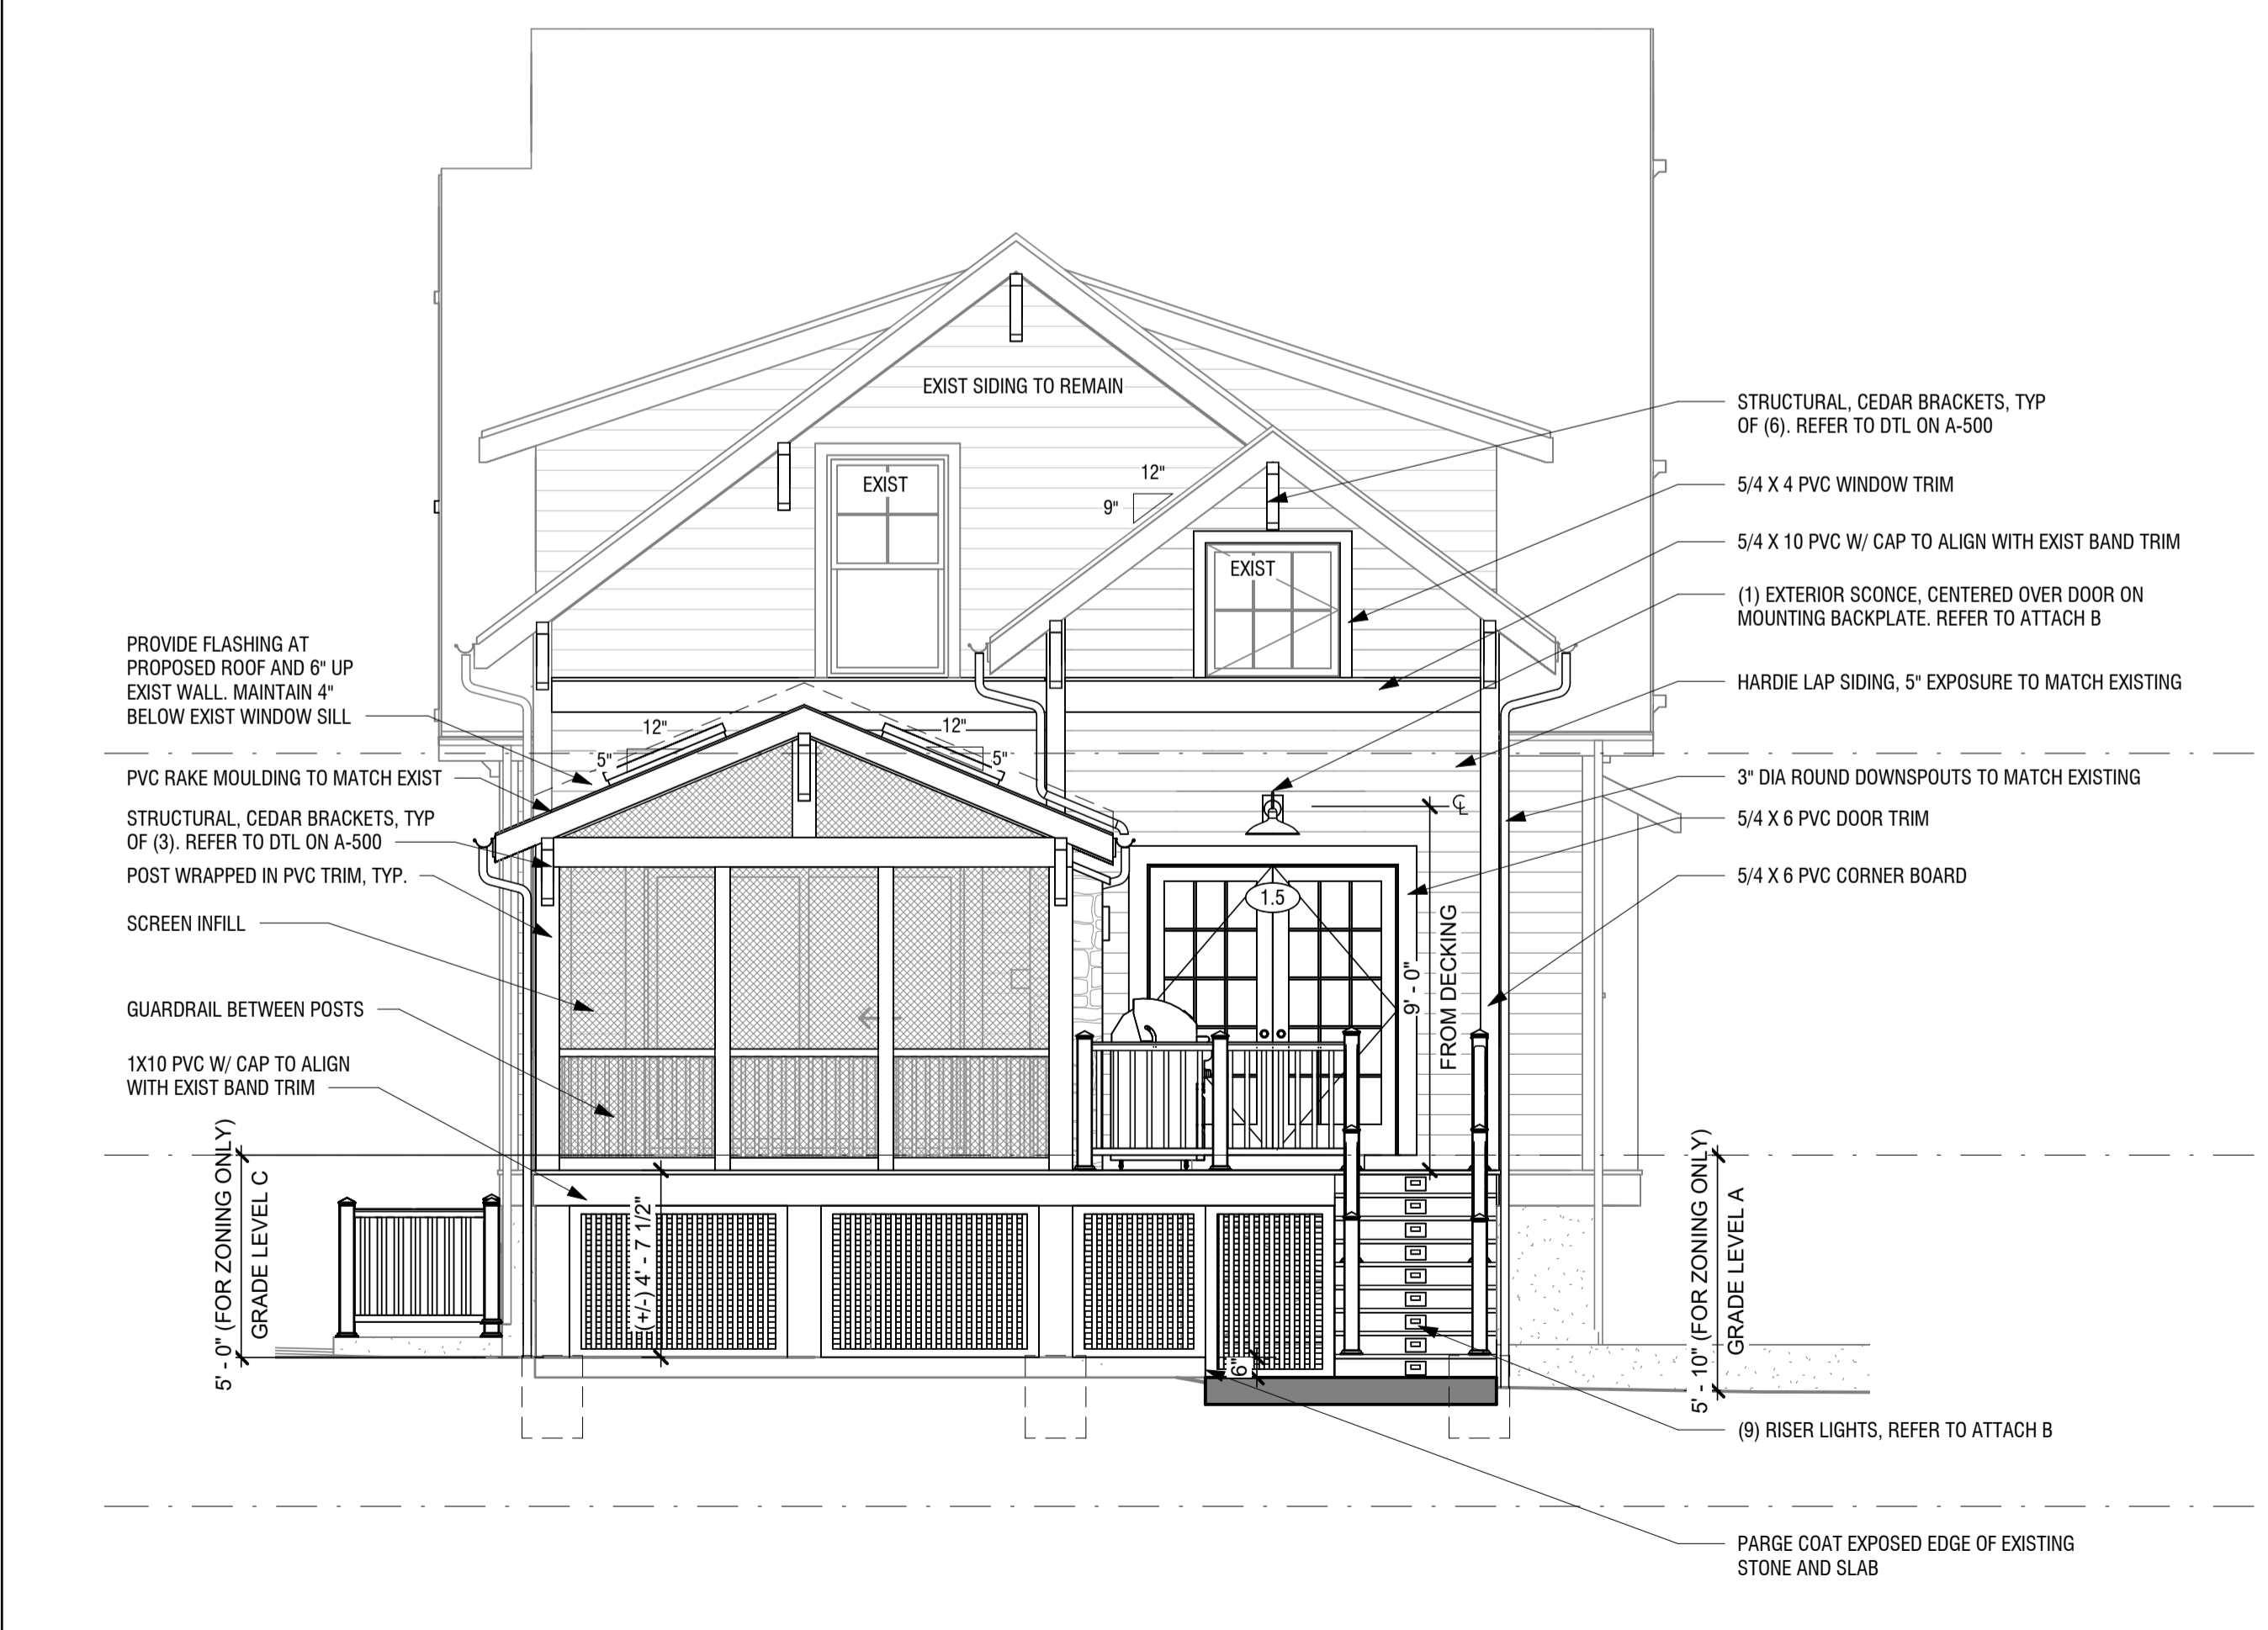 EXIST SIDING TO REMAIN
EXIST
EXIST
12"
9"
12"
5"
12"
5"
PROVIDE FLASHING AT
PROPOSED ROOF AND 6" UP
EXIST WALL. MAINTAIN 4"
BELOW EXIST WINDOW SILL
PVC RAKE MOULDING TO MATCH EXIST
STRUCTURAL, CEDAR BRACKETS, TYP
OF (3). REFER TO DTL ON A-500
POST WRAPPED IN PVC TRIM, TYP.
SCREEN INFILL
GUARDRAIL BETWEEN POSTS
1X10 PVC W/ CAP TO ALIGN
WITH EXIST BAND TRIM
5' - 0" (FOR ZONING ONLY)
GRADE LEVEL C
(+/-) 4' - 7 1/2"
6"
1.5
9' - 0"
FROM DECKING
℄
STRUCTURAL, CEDAR BRACKETS, TYP
OF (6). REFER TO DTL ON A-500
5/4 X 4 PVC WINDOW TRIM
5/4 X 10 PVC W/ CAP TO ALIGN WITH EXIST BAND TRIM
(1) EXTERIOR SCONCE, CENTERED OVER DOOR ON
MOUNTING BACKPLATE. REFER TO ATTACH B
HARDIE LAP SIDING, 5" EXPOSURE TO MATCH EXISTING
3" DIA ROUND DOWNSPOUTS TO MATCH EXISTING
5/4 X 6 PVC DOOR TRIM
5/4 X 6 PVC CORNER BOARD
5' - 10" (FOR ZONING ONLY)
GRADE LEVEL A
(9) RISER LIGHTS, REFER TO ATTACH B
PARGE COAT EXPOSED EDGE OF EXISTING
STONE AND SLAB